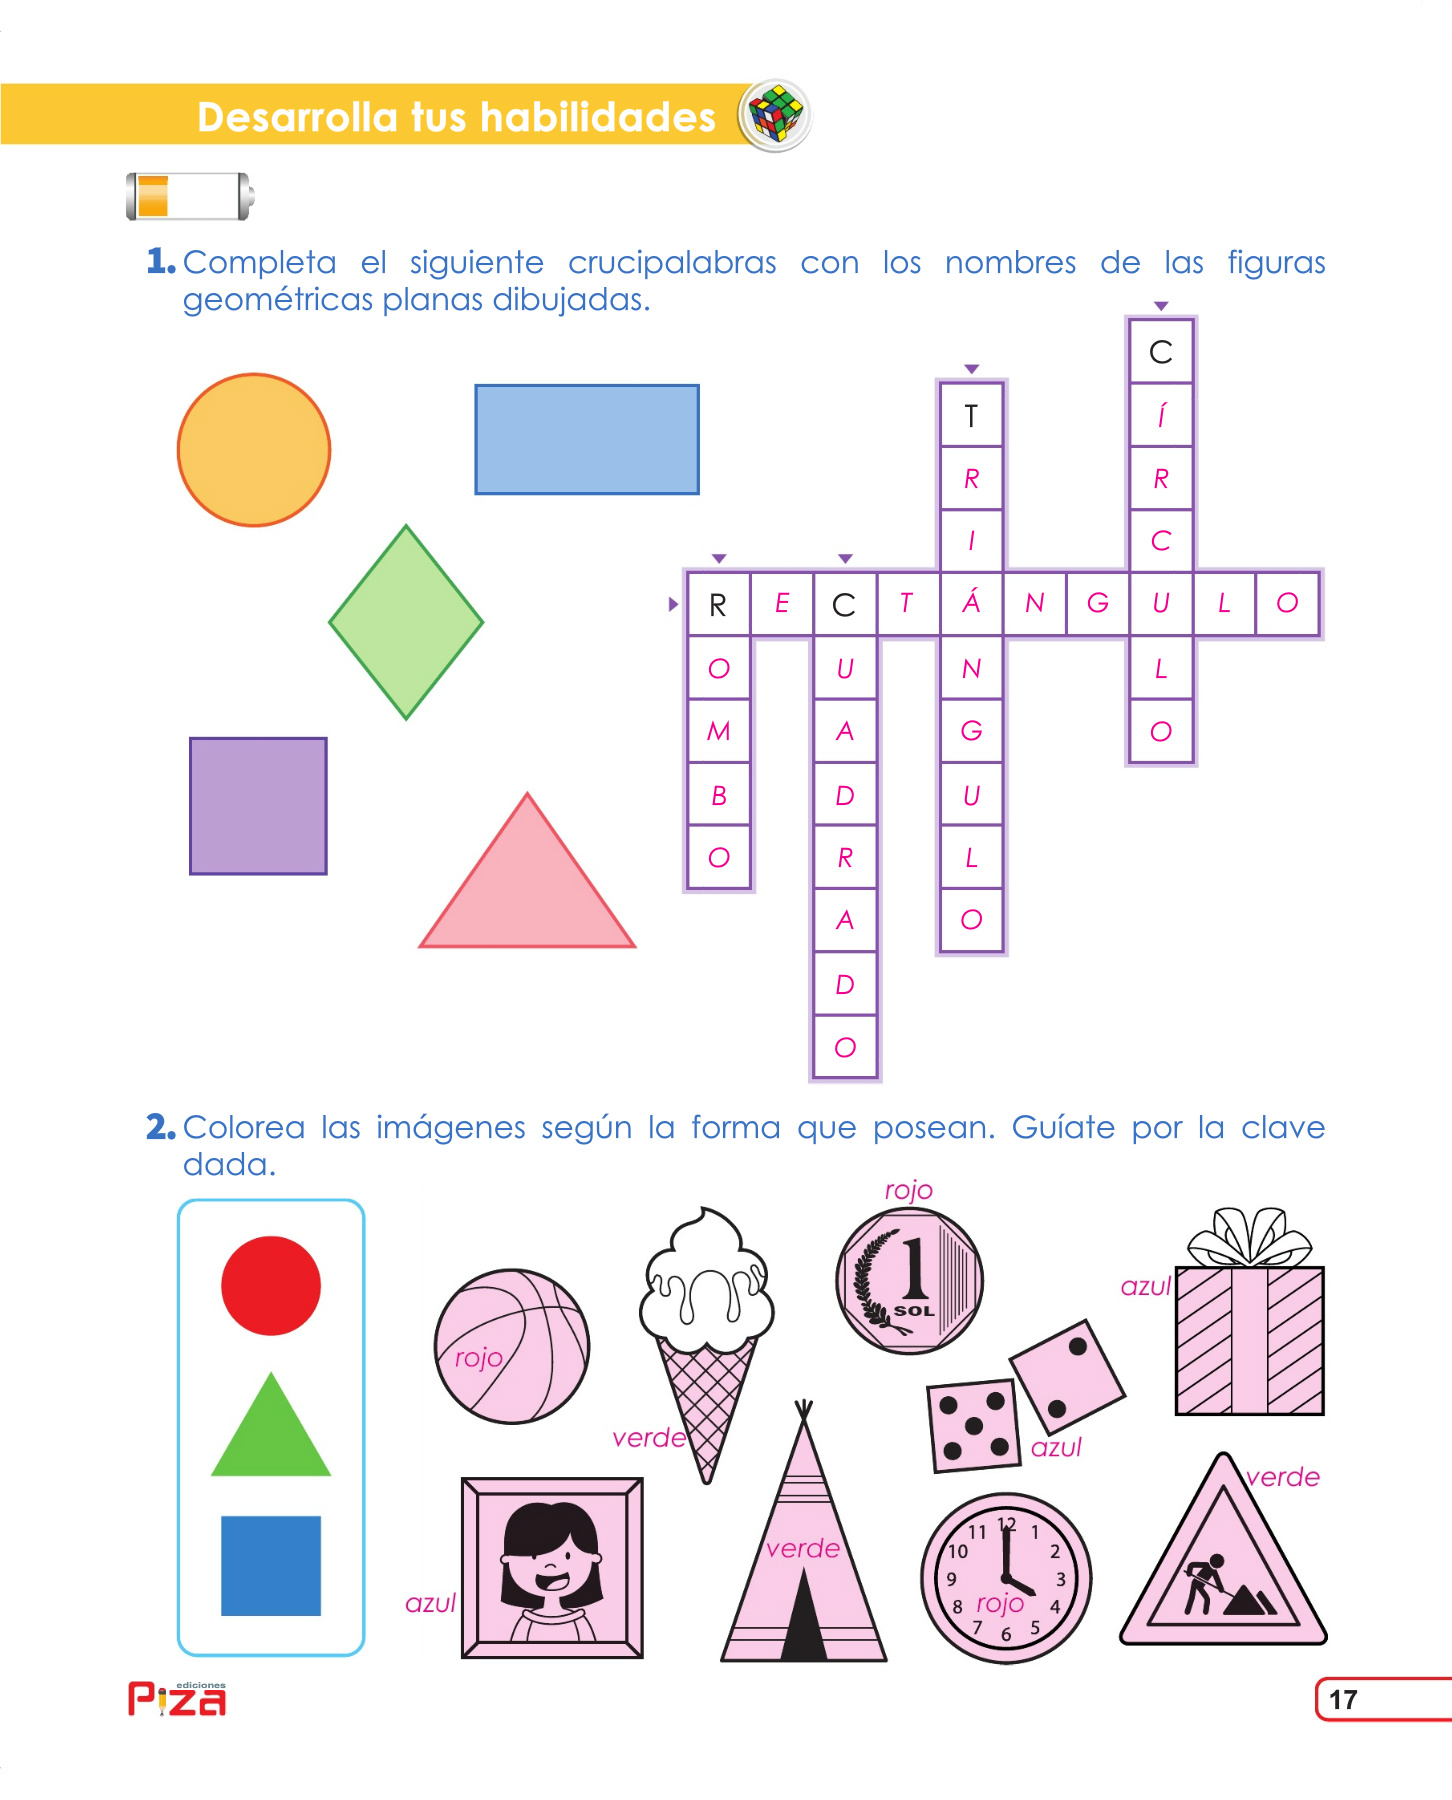 Desarrolla tus habilidades
1. Completa el siguiente crucipalabras con los nombres de las figuras
geométricas planas dibujadas.
C
T Í
R R
I C
R E C T Á N G U L O
O U N L
M A G O
B D U
O R L
A O
D
O
2. Colorea las imágenes según la forma que posean. Guíate por la clave
dada.
rojo
1
SOL
azul
rojo
verde
azul
verde
azul
verde
12
11 1
10 2
9 3
8 rojo 4
7 5
6
ediciones
Piza
17